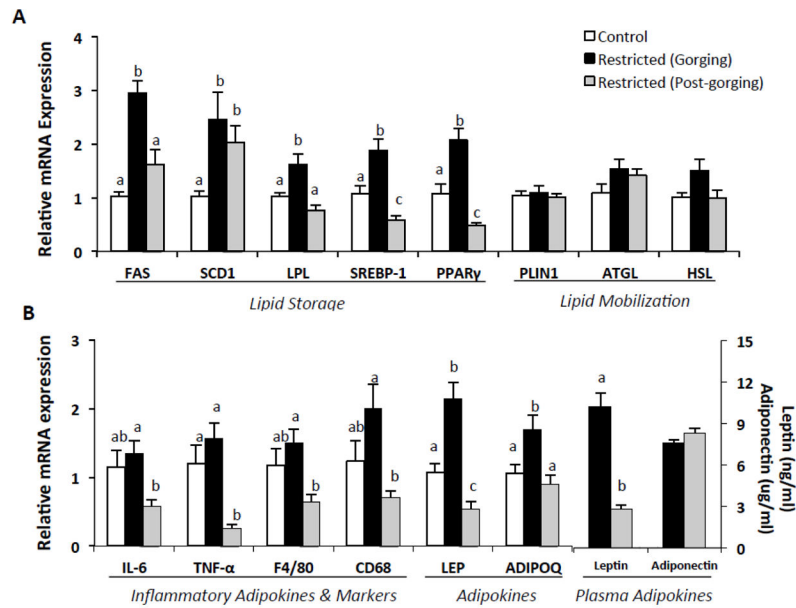 A
Control
Restricted (Gorging)
Restricted (Post-gorging)
Relative mRNA Expression
4
3
2
1
0
a b a
a b b
a b a
a b c
a b c
FAS SCD1 LPL SREBP-1 PPARγ PLIN1 ATGL HSL
Lipid Storage Lipid Mobilization
B
Relative mRNA expression
3
2
1
0
ab a b
a a b
ab a b
ab a b
a b c
a b a
a b
15
12
9
6
3
0
Leptin (ng/ml)
Adiponectin (ug/ml)
IL-6 TNF-α F4/80 CD68 LEP ADIPOQ Leptin Adiponectin
Inflammatory Adipokines & Markers Adipokines Plasma Adipokines